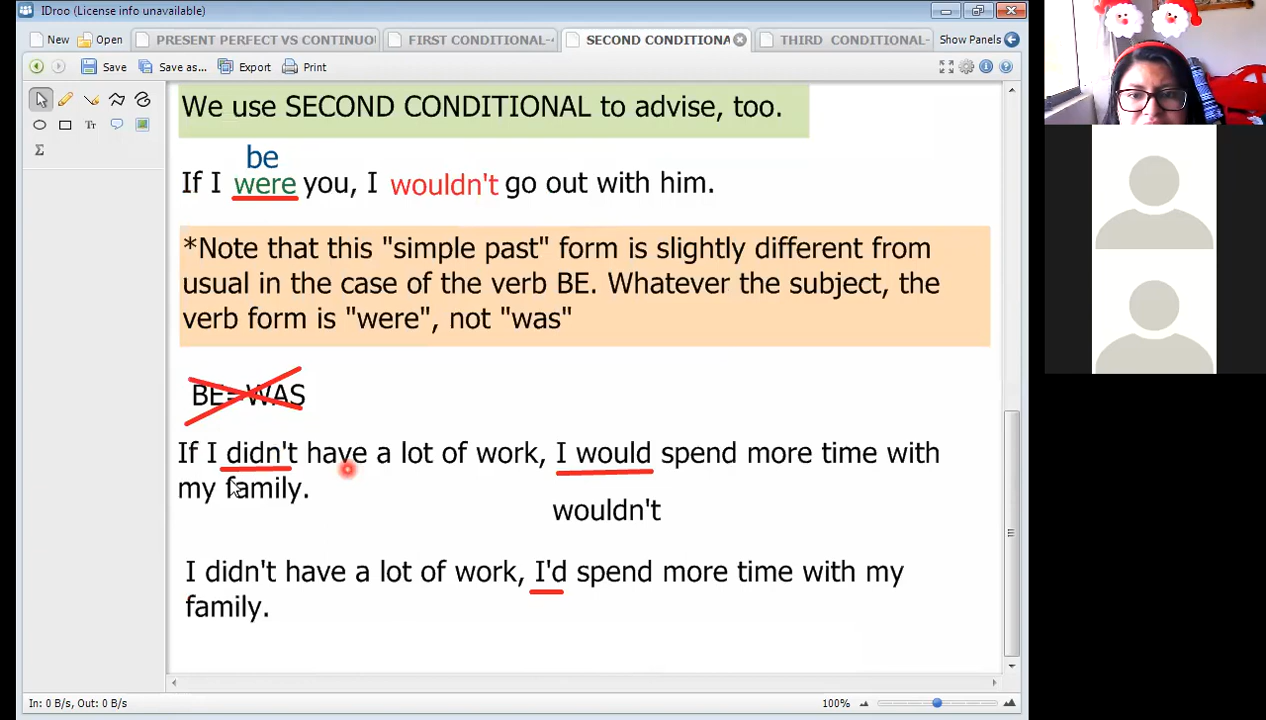 IDroo (License info unavailable)
New Open PRESENT PERFECT VS CONTINUO FIRST CONDITIONAL- SECOND CONDITIONA THIRD CONDITIONAL- Show Panels
Save Save as... Export Print
We use SECOND CONDITIONAL to advise, too.
be
If I were you, I wouldn't go out with him.
*Note that this "simple past" form is slightly different from
usual in the case of the verb BE. Whatever the subject, the
verb form is "were", not "was"
BE=WAS
If I didn't have a lot of work, I would spend more time with
my family.
wouldn't
I didn't have a lot of work, I'd spend more time with my
family.
In: 0 B/s, Out: 0 B/s 100%